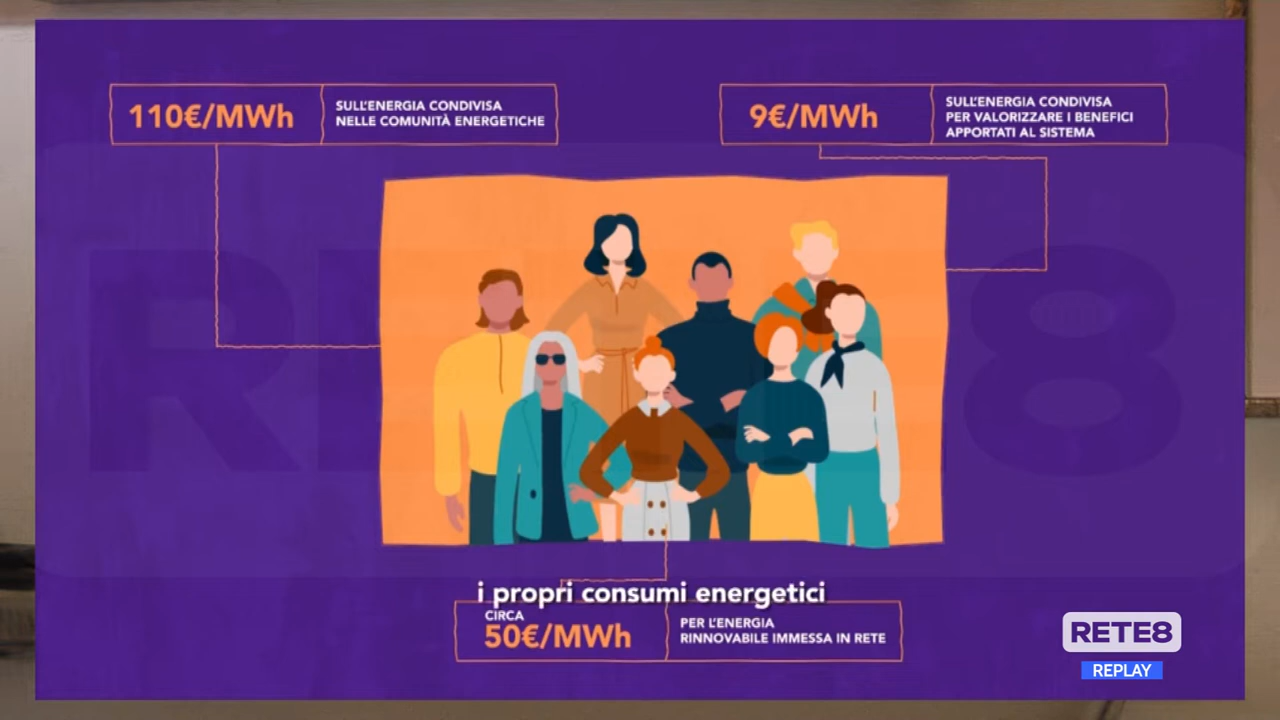 110€/MWh
SULL'ENERGIA CONDIVISA
NELLE COMUNITÀ ENERGETICHE
9€/MWh
SULL'ENERGIA CONDIVISA
PER VALORIZZARE I BENEFICI
APPORTATI AL SISTEMA
RETE8
i propri consumi energetici
CIRCA
50€/MWh
PER L'ENERGIA
RINNOVABILE IMMESSA IN RETE
RETE8
REPLAY